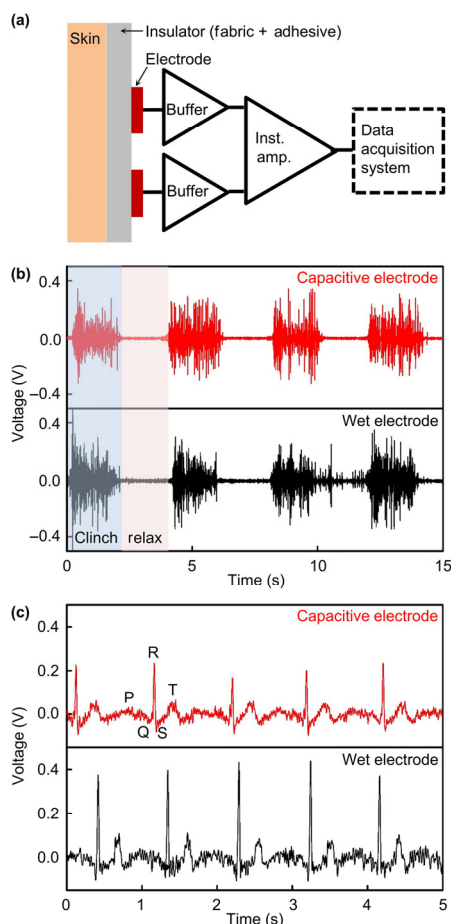 (a)
Skin
Insulator (fabric + adhesive)
Electrode
Buffer
Buffer
Inst.
amp.
Data
acquisition
system
(b)
Capacitive electrode
0.4
0.0
–0.4
Voltage (V)
Wet electrode
0.4
0.0
–0.4
Clinch
relax
0
5
10
15
Time (s)
(c)
Capacitive electrode
0.4
0.2
0.0
R
P
T
Q
S
Voltage (V)
Wet electrode
0.4
0.2
0.0
0
1
2
3
4
5
Time (s)